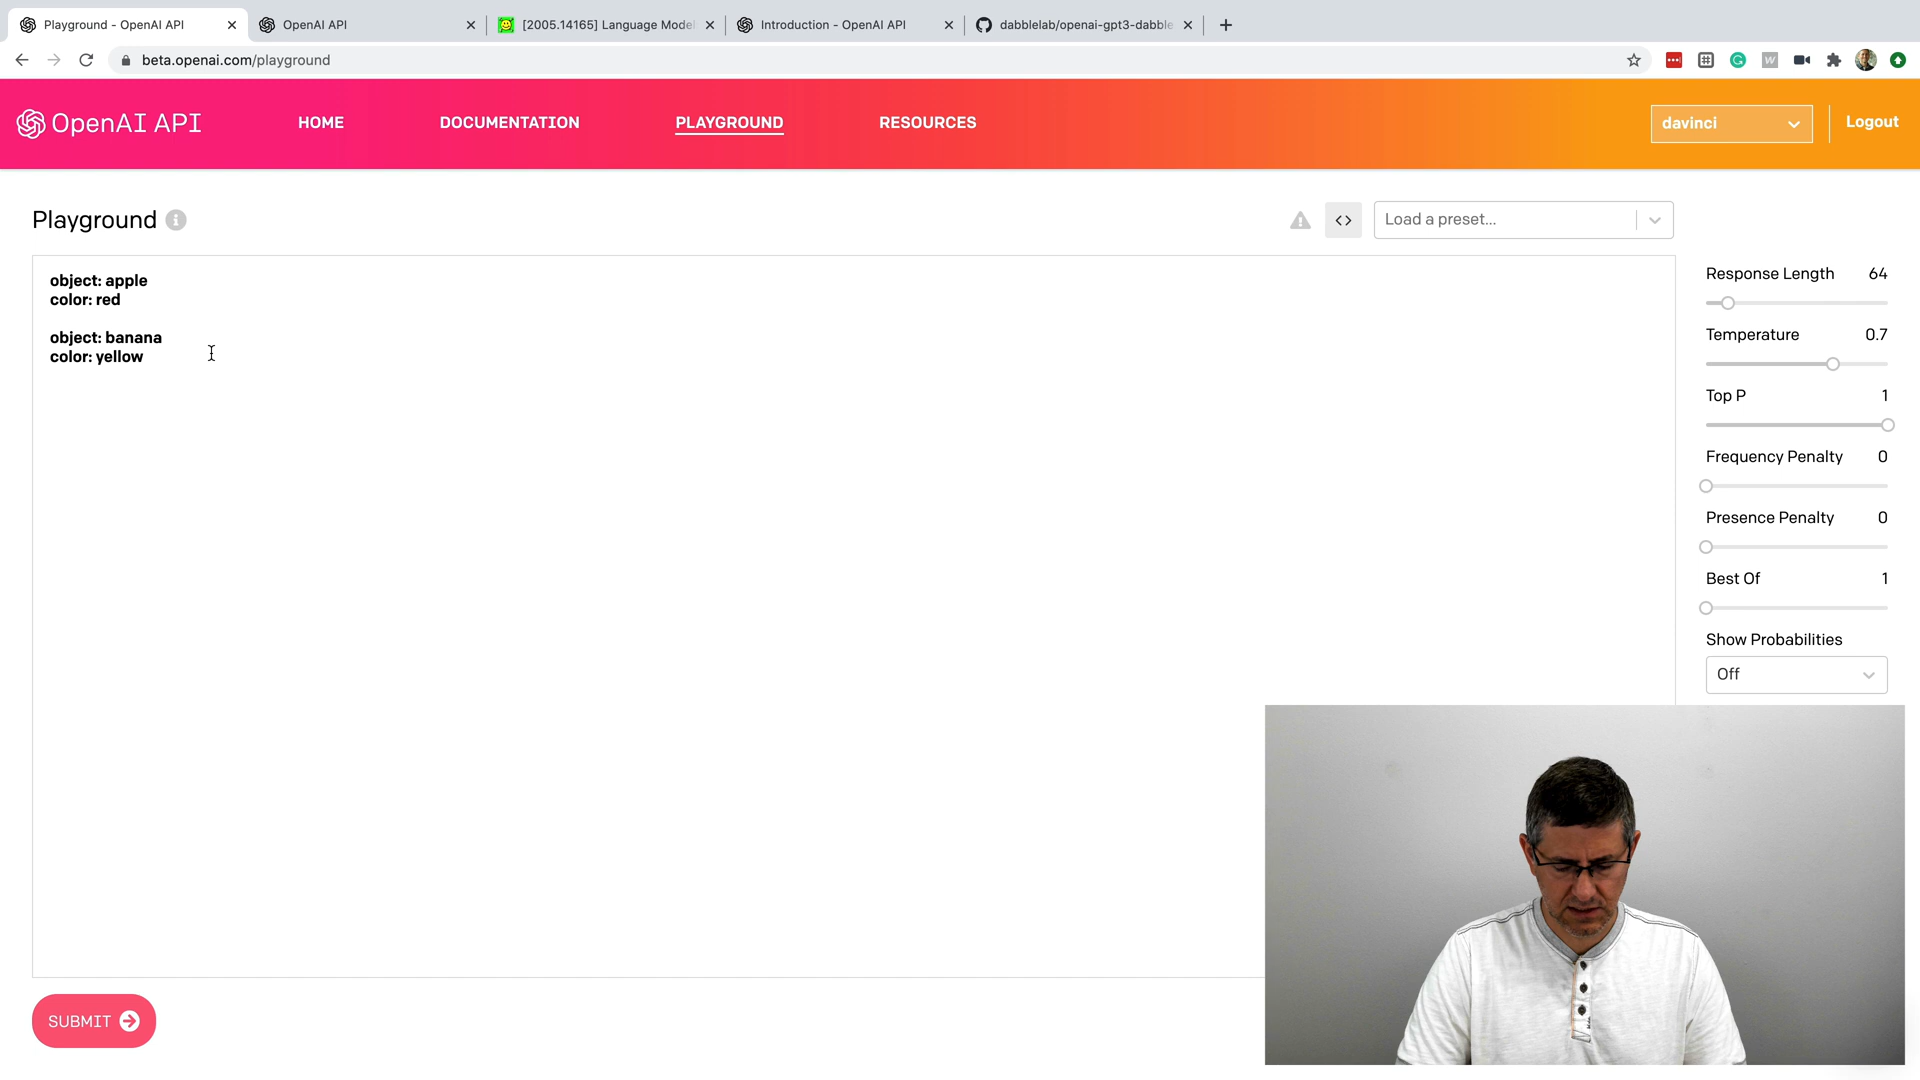 Playground - OpenAI API
OpenAI API
[2005.14165] Language Model
Introduction - OpenAI API
dabblelab/openai-gpt3-dabble
beta.openai.com/playground
OpenAI API
HOME
DOCUMENTATION
PLAYGROUND
RESOURCES
davinci
Logout
Playground
<>
Load a preset...
object: apple
color: red
object: banana
color: yellow
Response Length 64
Temperature 0.7
Top P 1
Frequency Penalty 0
Presence Penalty 0
Best Of 1
Show Probabilities
Off
SUBMIT